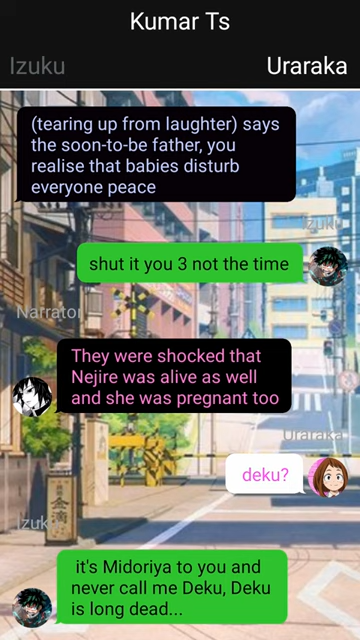 Kumar Ts
Izuku
Uraraka
(tearing up from laughter) says
the soon-to-be father, you
realise that babies disturb
everyone peace
Izuku
shut it you 3 not the time
Narrator
They were shocked that
Nejire was alive as well
and she was pregnant too
Uraraka
deku?
Izuk
it's Midoriya to you and
never call me Deku, Deku
is long dead...